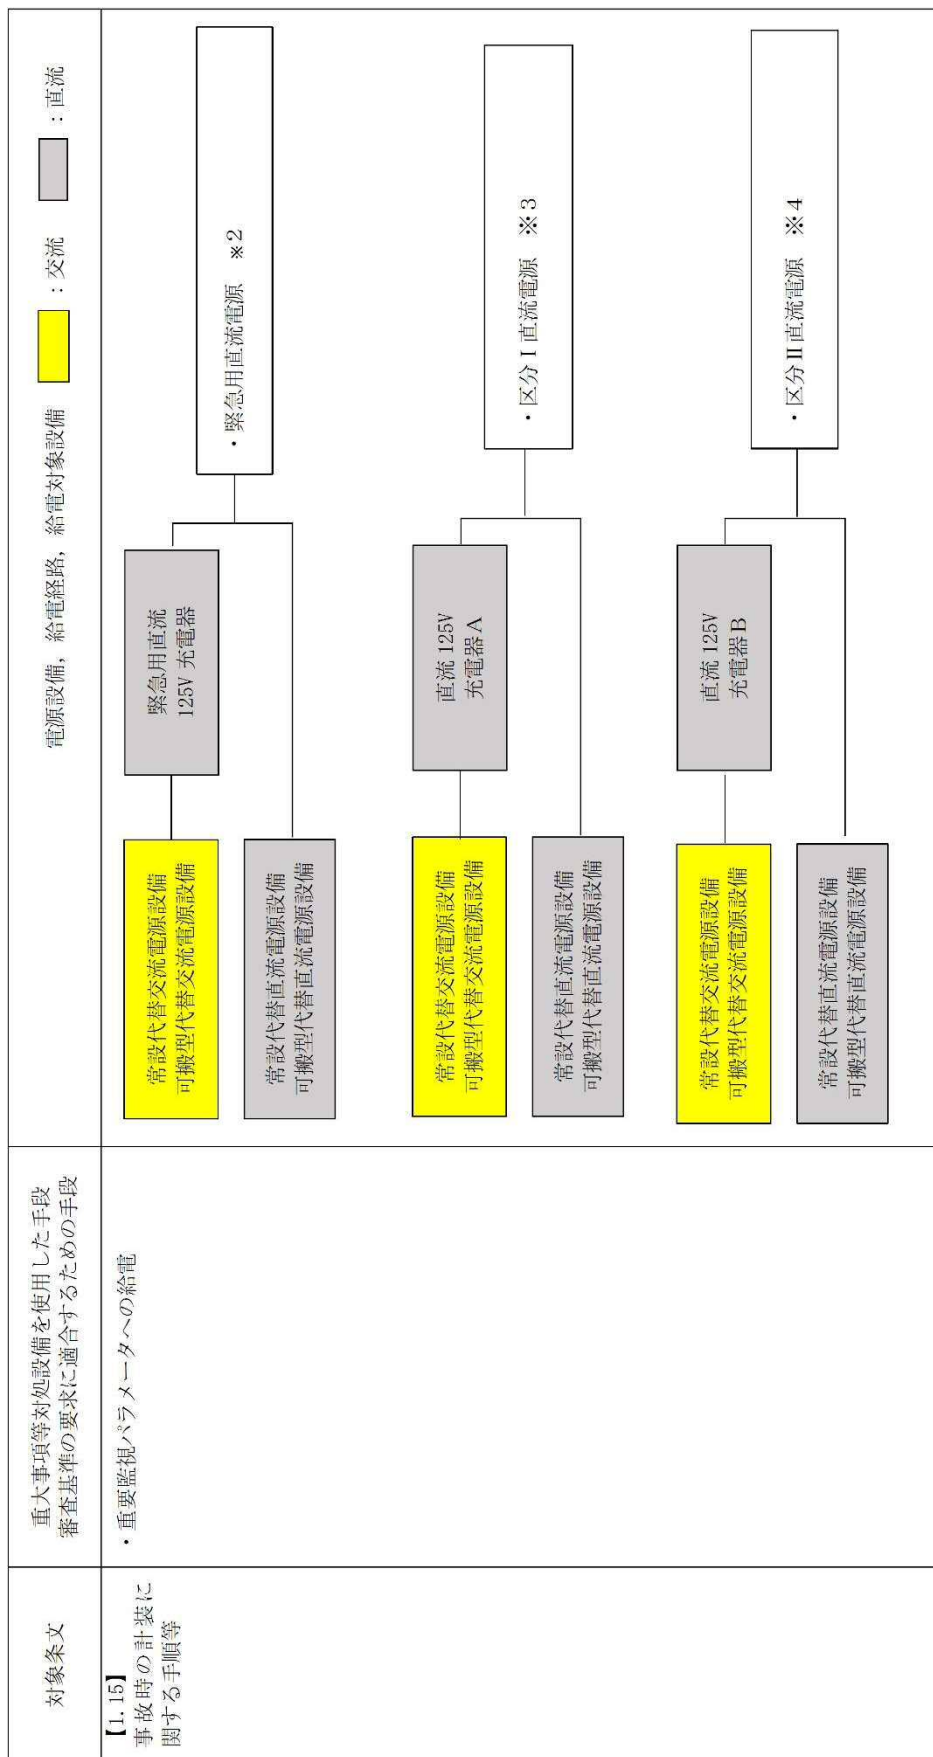 対象条文
重大事項等対処設備を使用した手段
審査基準の要求に適合するための手段
電源設備，給電経路，給電対象設備
：交流
：直流
【1.15】
事故時の計装に
関する手順等
・重要監視パラメータへの給電
常設代替交流電源設備
可搬型代替交流電源設備
緊急用直流
125V 充電器
常設代替直流電源設備
可搬型代替直流電源設備
・緊急用直流電源　※2
常設代替交流電源設備
可搬型代替交流電源設備
直流 125V
充電器A
常設代替直流電源設備
可搬型代替直流電源設備
・区分Ⅰ直流電源　※3
常設代替交流電源設備
可搬型代替交流電源設備
直流 125V
充電器B
常設代替直流電源設備
可搬型代替直流電源設備
・区分Ⅱ直流電源　※4